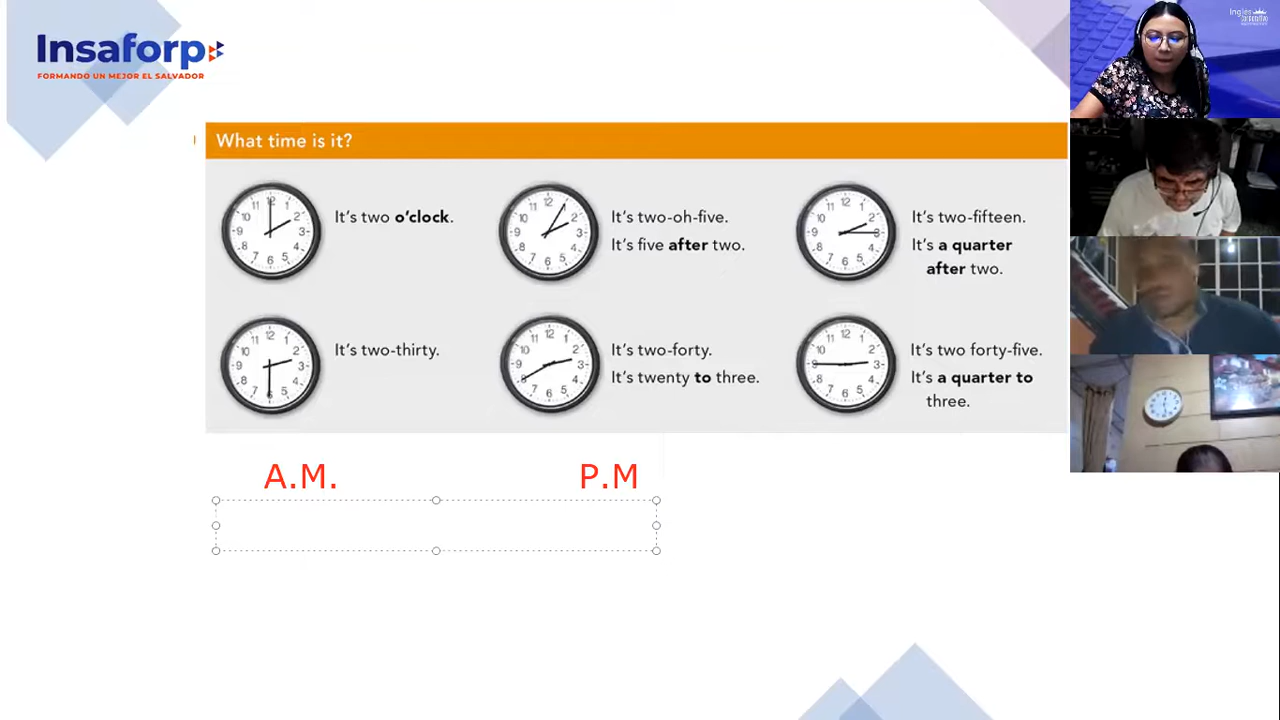 Insaforp
FORMANDO UN MEJOR EL SALVADOR
What time is it?
It's two o'clock.
It's two-oh-five.
It's five after two.
It's two-fifteen.
It's a quarter
after two.
It's two-thirty.
It's two-forty.
It's twenty to three.
It's two forty-five.
It's a quarter to
three.
A.M.
P.M